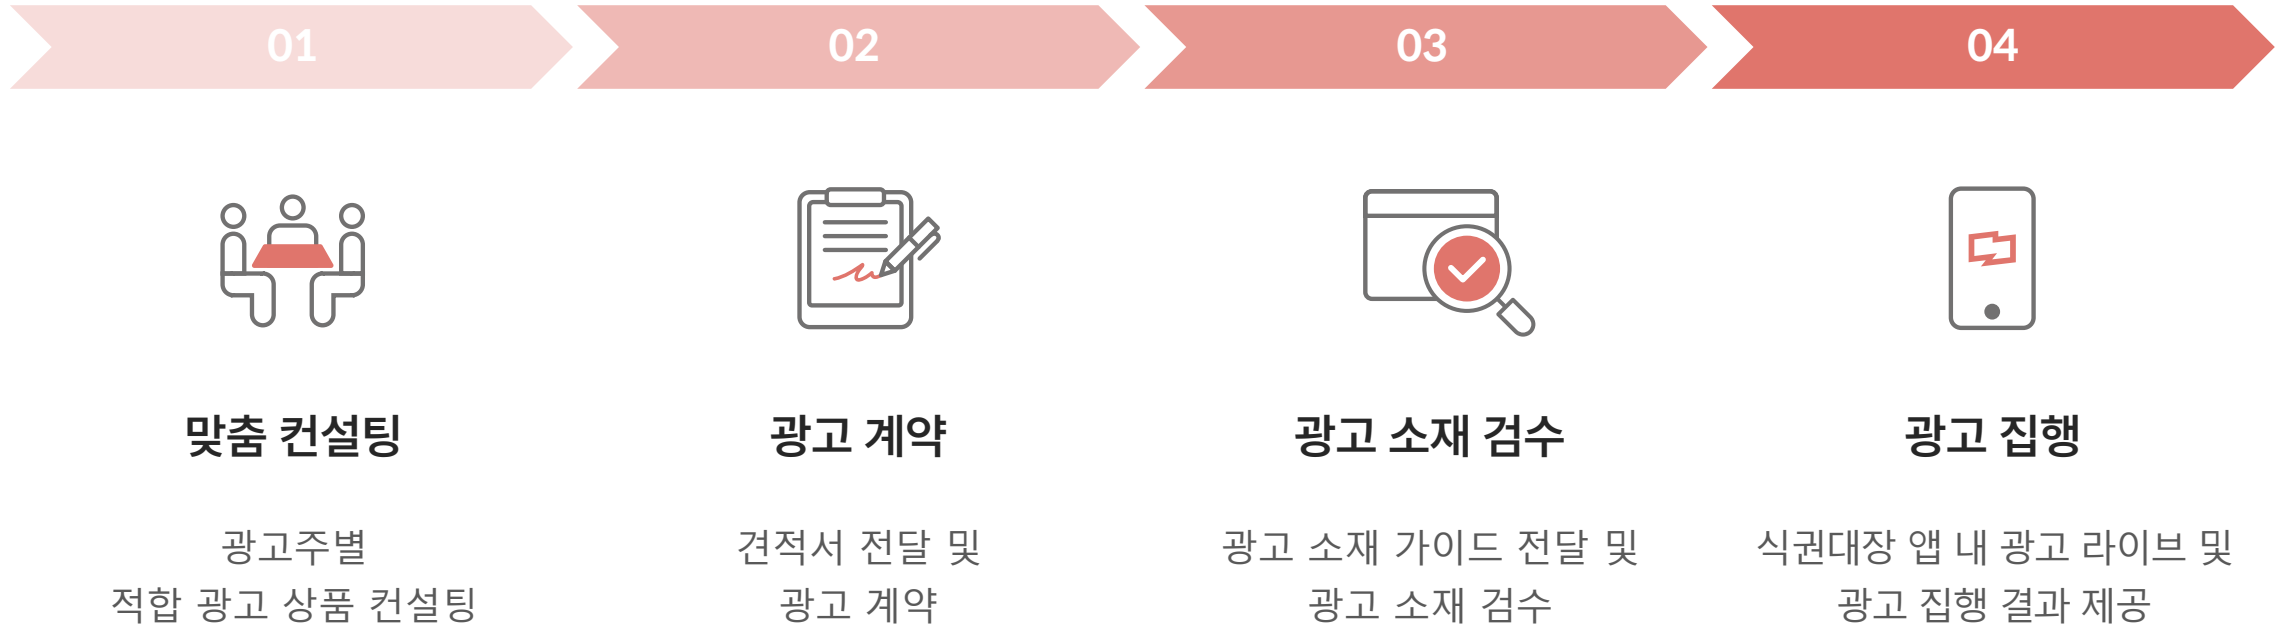 01
02
03
04
맞춤 컨설팅
광고주별
적합 광고 상품 컨설팅
광고 계약
견적서 전달 및
광고 계약
광고 소재 검수
광고 소재 가이드 전달 및
광고 소재 검수
광고 집행
식권대장 앱 내 광고 라이브 및
광고 집행 결과 제공